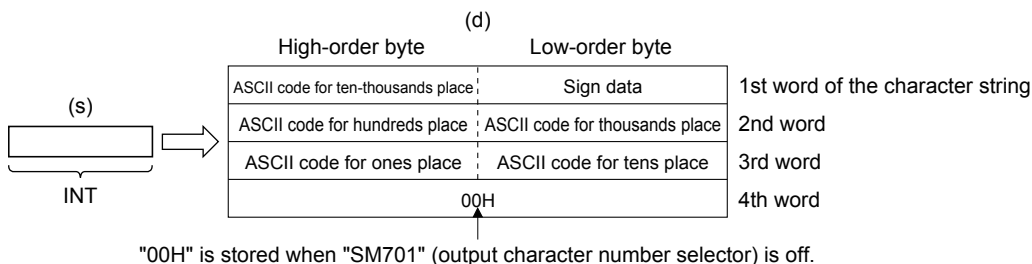 (d)
High-order byte Low-order byte
ASCII code for ten-thousands place Sign data 1st word of the character string
(s)
ASCII code for hundreds place ASCII code for thousands place 2nd word
ASCII code for ones place ASCII code for tens place 3rd word
INT
00H 4th word
"00H" is stored when "SM701" (output character number selector) is off.